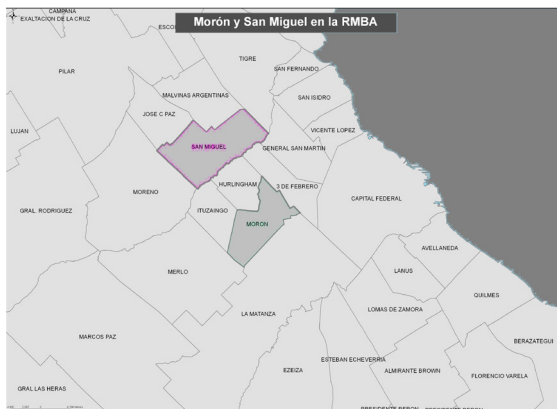 Morón y San Miguel en la RMBA
CAMPANA
EXALTACION DE LA CRUZ
ESCO
TIGRE
SAN FERNANDO
PILAR
MALVINAS ARGENTINAS
SAN ISIDRO
JOSE C PAZ
VICENTE LOPEZ
LUJAN
SAN MIGUEL
GENERAL SAN MARTIN
HURLINGHAM
3 DE FEBRERO
MORENO
CAPITAL FEDERAL
GRAL. RODRIGUEZ
ITUZAINGO
MORON
AVELLANEDA
MERLO
LANUS
QUILMES
LA MATANZA
LOMAS DE ZAMORA
MARCOS PAZ
BERAZATEGUI
ESTEBAN ECHEVERRIA
EZEIZA
ALMIRANTE BROWN
FLORENCIO VARELA
GRAL LAS HERAS
PRESIDENTE PERON
PRESIDENTE PERON